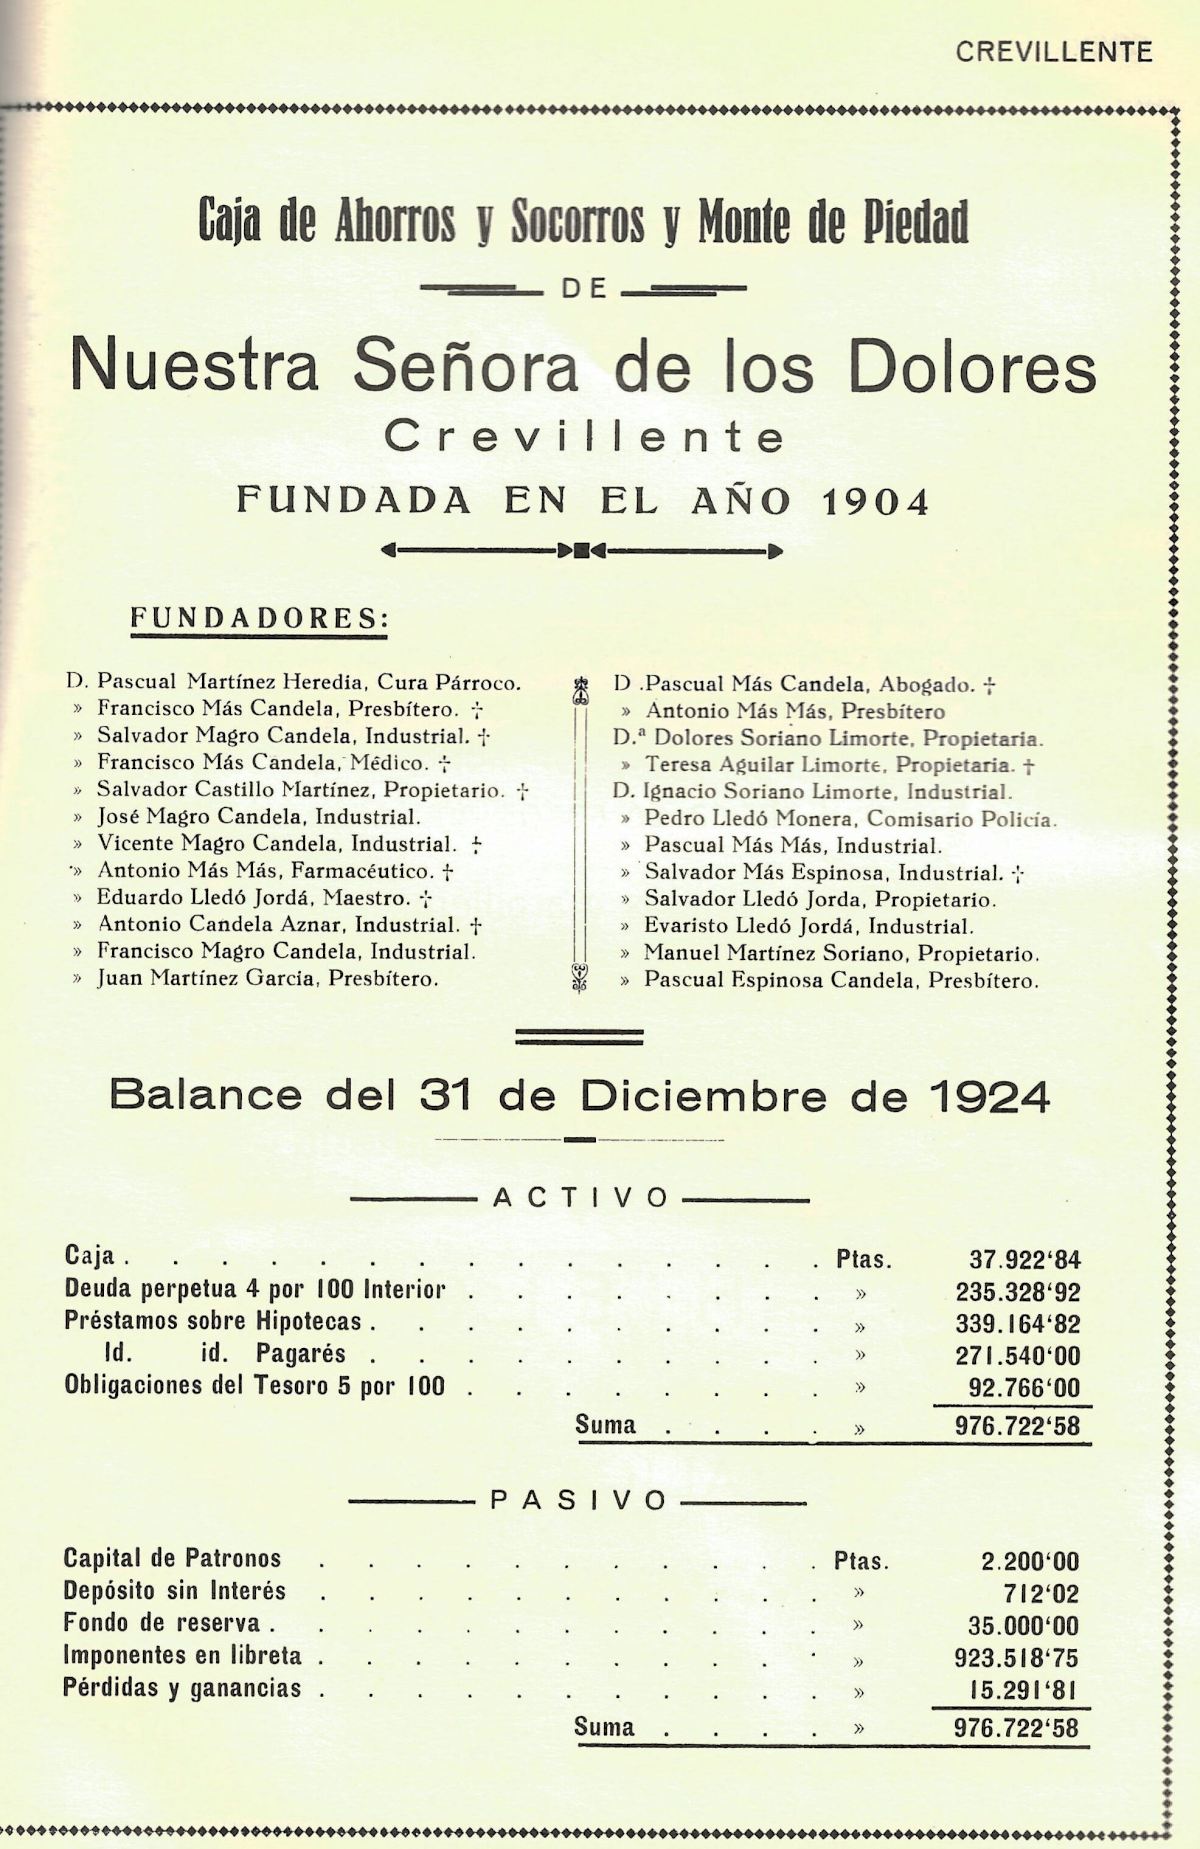 CREVILLENTE
Caja de Ahorros y Socorros y Monte de Piedad
DE
Nuestra Señora de los Dolores
Crevillente
FUNDADA EN EL AÑO 1904
FUNDADORES:
D. Pascual Martínez Heredia, Cura Párroco.
» Francisco Más Candela, Presbítero. †
» Salvador Magro Candela, Industrial. †
» Francisco Más Candela, Médico. †
» Salvador Castillo Martínez, Propietario. †
» José Magro Candela, Industrial.
» Vicente Magro Candela, Industrial. †
» Antonio Más Más, Farmacéutico. †
» Eduardo Lledó Jordá, Maestro. †
» Antonio Candela Aznar, Industrial. †
» Francisco Magro Candela, Industrial.
» Juan Martínez Garcia, Presbítero.
D .Pascual Más Candela, Abogado. †
» Antonio Más Más, Presbítero
D.ª Dolores Soriano Limorte, Propietaria.
» Teresa Aguilar Limorte, Propietaria. †
D. Ignacio Soriano Limorte, Industrial.
» Pedro Lledó Monera, Comisario Policía.
» Pascual Más Más, Industrial.
» Salvador Más Espinosa, Industrial. †
» Salvador Lledó Jorda, Propietario.
» Evaristo Lledó Jordá, Industrial.
» Manuel Martínez Soriano, Propietario.
» Pascual Espinosa Candela, Presbítero.
Balance del 31 de Diciembre de 1924
ACTIVO
Caja . . . . . . . . . . . . . Ptas. 37.922‘84
Deuda perpetua 4 por 100 Interior . . . . . . . » 235.328‘92
Préstamos sobre Hipotecas . . . . . . . . . » 339.164‘82
Id. id. Pagarés . . . . . . . . . » 271.540‘00
Obligaciones del Tesoro 5 por 100 . . . . . . . » 92.766‘00
Suma . . . . » 976.722‘58
PASIVO
Capital de Patronos . . . . . . . . . . . Ptas. 2.200‘00
Depósito sin Interés . . . . . . . . . . . » 712‘02
Fondo de reserva . . . . . . . . . . . . » 35.000‘00
Imponentes en libreta . . . . . . . . . . . » 923.518‘75
Pérdidas y ganancias . . . . . . . . . . . » 15.291‘81
Suma . . . . » 976.722‘58